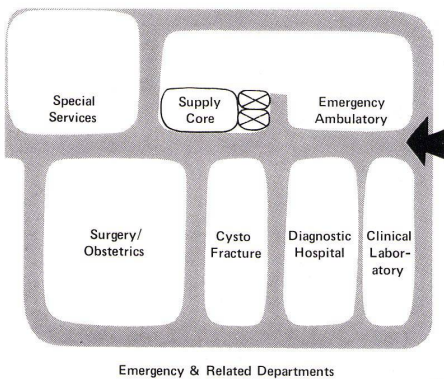 Special
Services
Supply
Core
Emergency
Ambulatory
Surgery/
Obstetrics
Cysto
Fracture
Diagnostic
Hospital
Clinical
Labor-
atory
Emergency & Related Departments